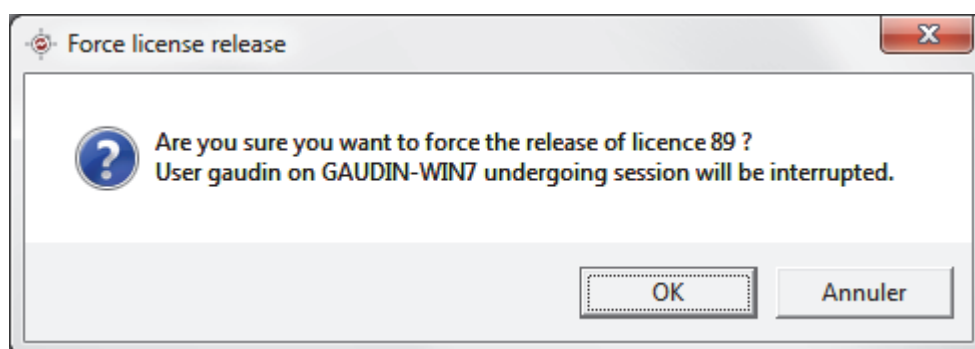 Force license release
Are you sure you want to force the release of licence 89 ?
User gaudin on GAUDIN-WIN7 undergoing session will be interrupted.
OK
Annuler